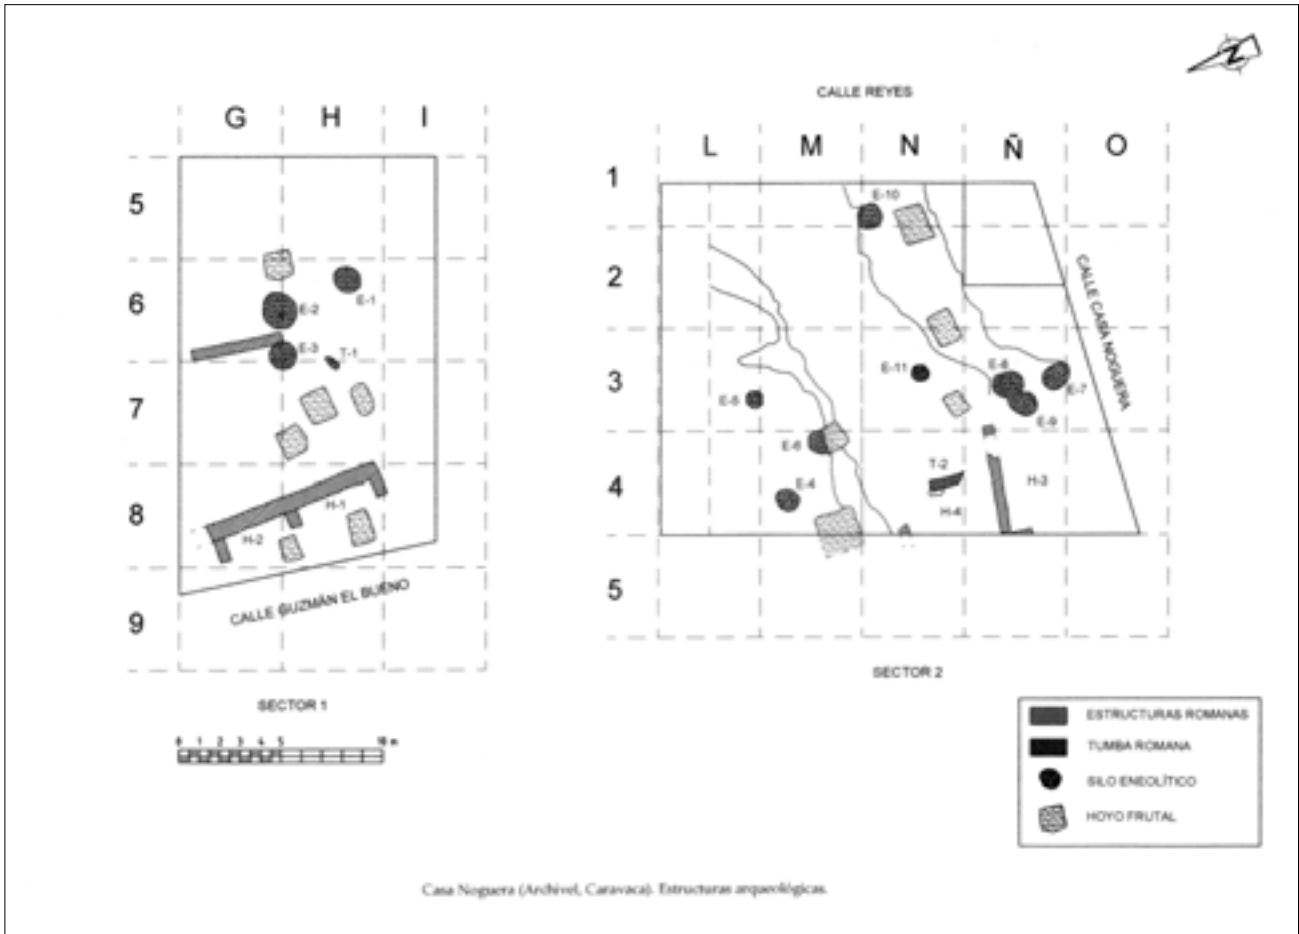 CALLE REYES
G H I
L M N Ñ O
5
6
7
8
9
1
2
3
4
5
E-1
E-2
E-3
T-1
H-1
H-2
CALLE GUZMÁN EL BUENO
SECTOR 1
0 1 2 3 4 5 10 m
E-10
E-11
E-8
E-7
E-9
E-5
E-6
E-4
T-2
H-4
H-3
CALLE CASA NOGUERA
SECTOR 2
ESTRUCTURAS ROMANAS
TUMBA ROMANA
SILO ENEOLÍTICO
HOYO FRUTAL
Casa Noguera (Archivel, Caravaca). Estructuras arqueológicas.